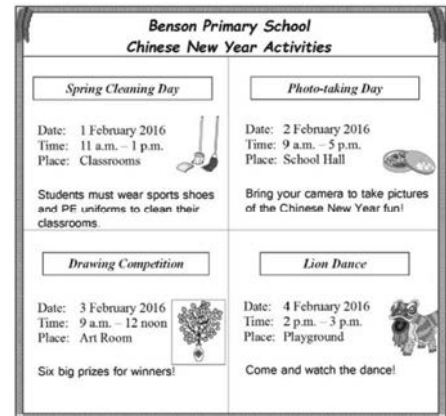 Benson Primary School
Chinese New Year Activities
Spring Cleaning Day
Date: 1 February 2016
Time: 11 a.m. – 1 p.m.
Place: Classrooms
Students must wear sports shoes
and PE uniforms to clean their
classrooms.
Photo-taking Day
Date: 2 February 2016
Time: 9 a.m. – 5 p.m.
Place: School Hall
Bring your camera to take pictures
of the Chinese New Year fun!
Drawing Competition
Date: 3 February 2016
Time: 9 a.m. – 12 noon
Place: Art Room
Six big prizes for winners!
Lion Dance
Date: 4 February 2016
Time: 2 p.m. – 3 p.m.
Place: Playground
Come and watch the dance!